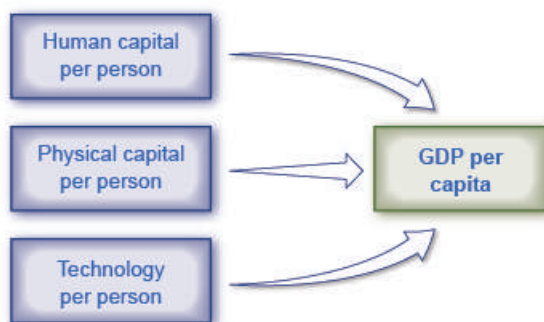 Human capital
per person
Physical capital
per person
GDP per
capita
Technology
per person